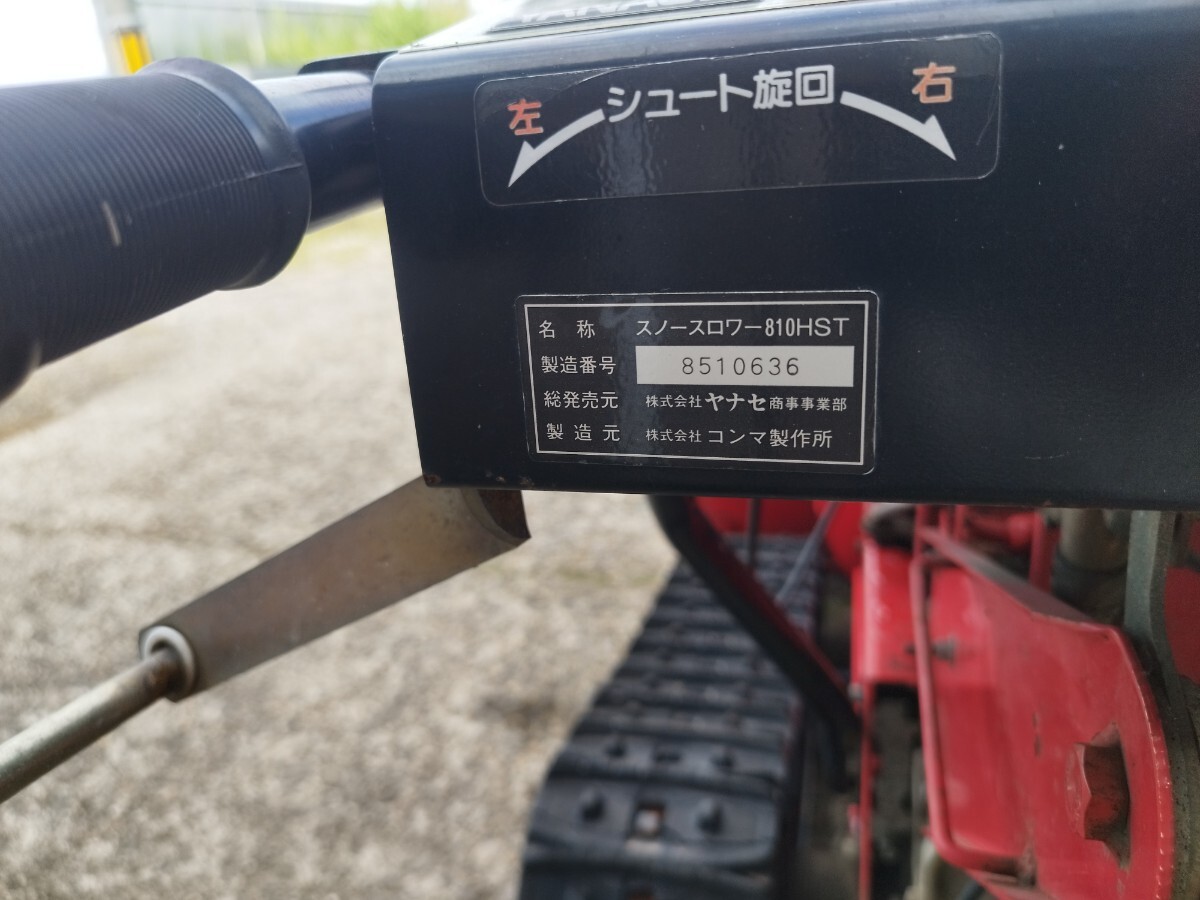 左 シュート旋回 右
名称 スノースロワー810HST
製造番号 8510636
総発売元 株式会社ヤナセ商事事業部
製造元 株式会社コンマ製作所